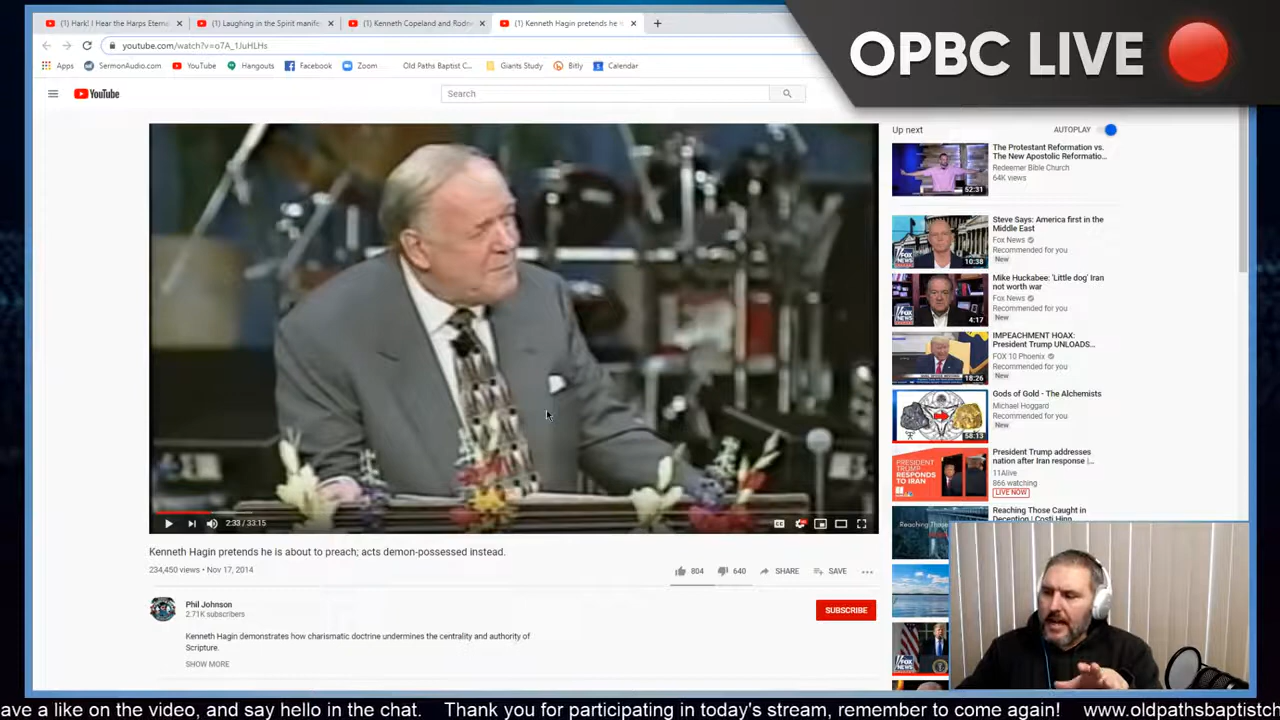 (1) Hark! I Hear the Harps Eterna
(1) Laughing in the Spirit manife
(1) Kenneth Copeland and Rodne
(1) Kenneth Hagin pretends he is
OPBC LIVE
youtube.com/watch?v=o7A_1JuHLHs
Apps SermonAudio.com YouTube Hangouts Facebook Zoom Old Paths Baptist C... Giants Study Bitly Calendar
YouTube
Search
Up next
AUTOPLAY
The Protestant Reformation vs.
The New Apostolic Reformatio...
Redeemer Bible Church
64K views
52:31
Steve Says: America first in the
Middle East
Fox News
Recommended for you
New
10:38
Mike Huckabee: 'Little dog' Iran
not worth war
Fox News
Recommended for you
New
4:17
IMPEACHMENT HOAX:
President Trump UNLOADS...
FOX 10 Phoenix
Recommended for you
New
18:26
Gods of Gold - The Alchemists
Michael Hoggard
Recommended for you
New
58:13
PRESIDENT
TRUMP
RESPONDS
TO IRAN
President Trump addresses
nation after Iran response |...
11Alive
866 watching
LIVE NOW
Reaching Those Caught in
Deception | Costi Hinn
Reaching Those
2:33 / 33:15
CC
Kenneth Hagin pretends he is about to preach; acts demon-possessed instead.
234,450 views • Nov 17, 2014
804 640 SHARE SAVE
Phil Johnson
2.71K subscribers
SUBSCRIBE
Kenneth Hagin demonstrates how charismatic doctrine undermines the centrality and authority of
Scripture.
SHOW MORE
ave a like on the video, and say hello in the chat. Thank you for participating in today's stream, remember to come again! www.oldpathsbaptistch